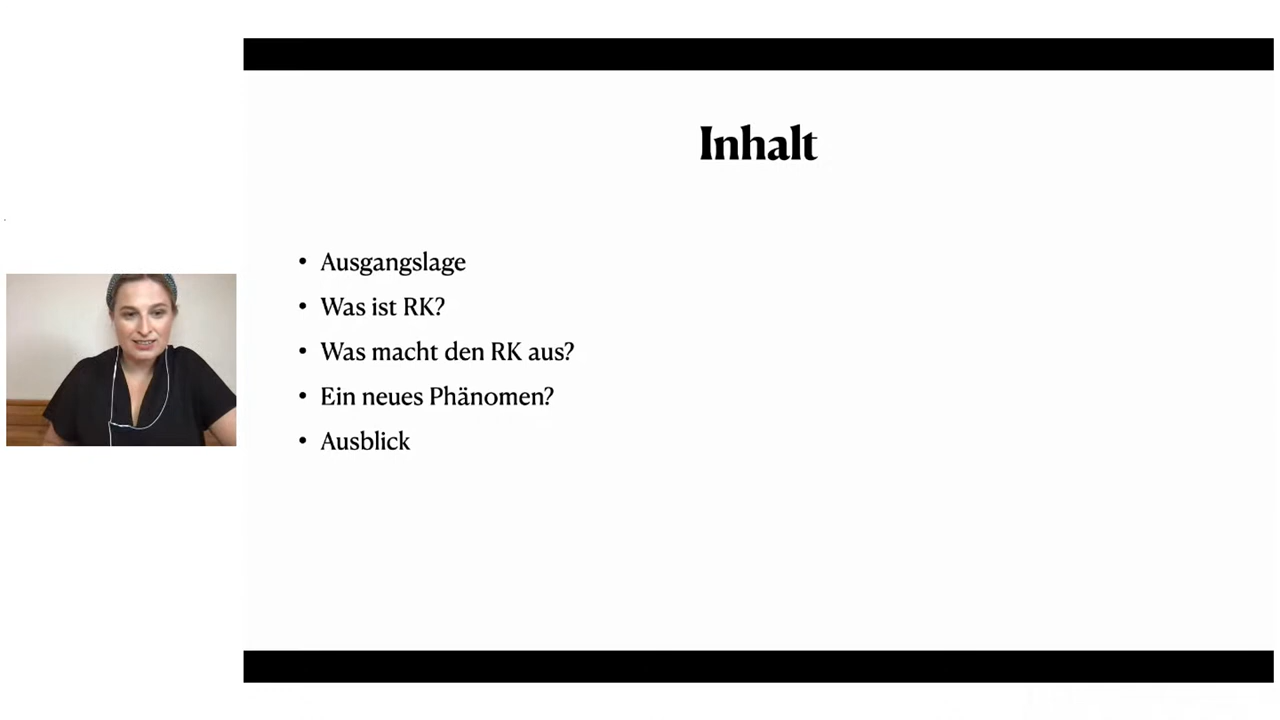 Inhalt
• Ausgangslage
• Was ist RK?
• Was macht den RK aus?
• Ein neues Phänomen?
• Ausblick